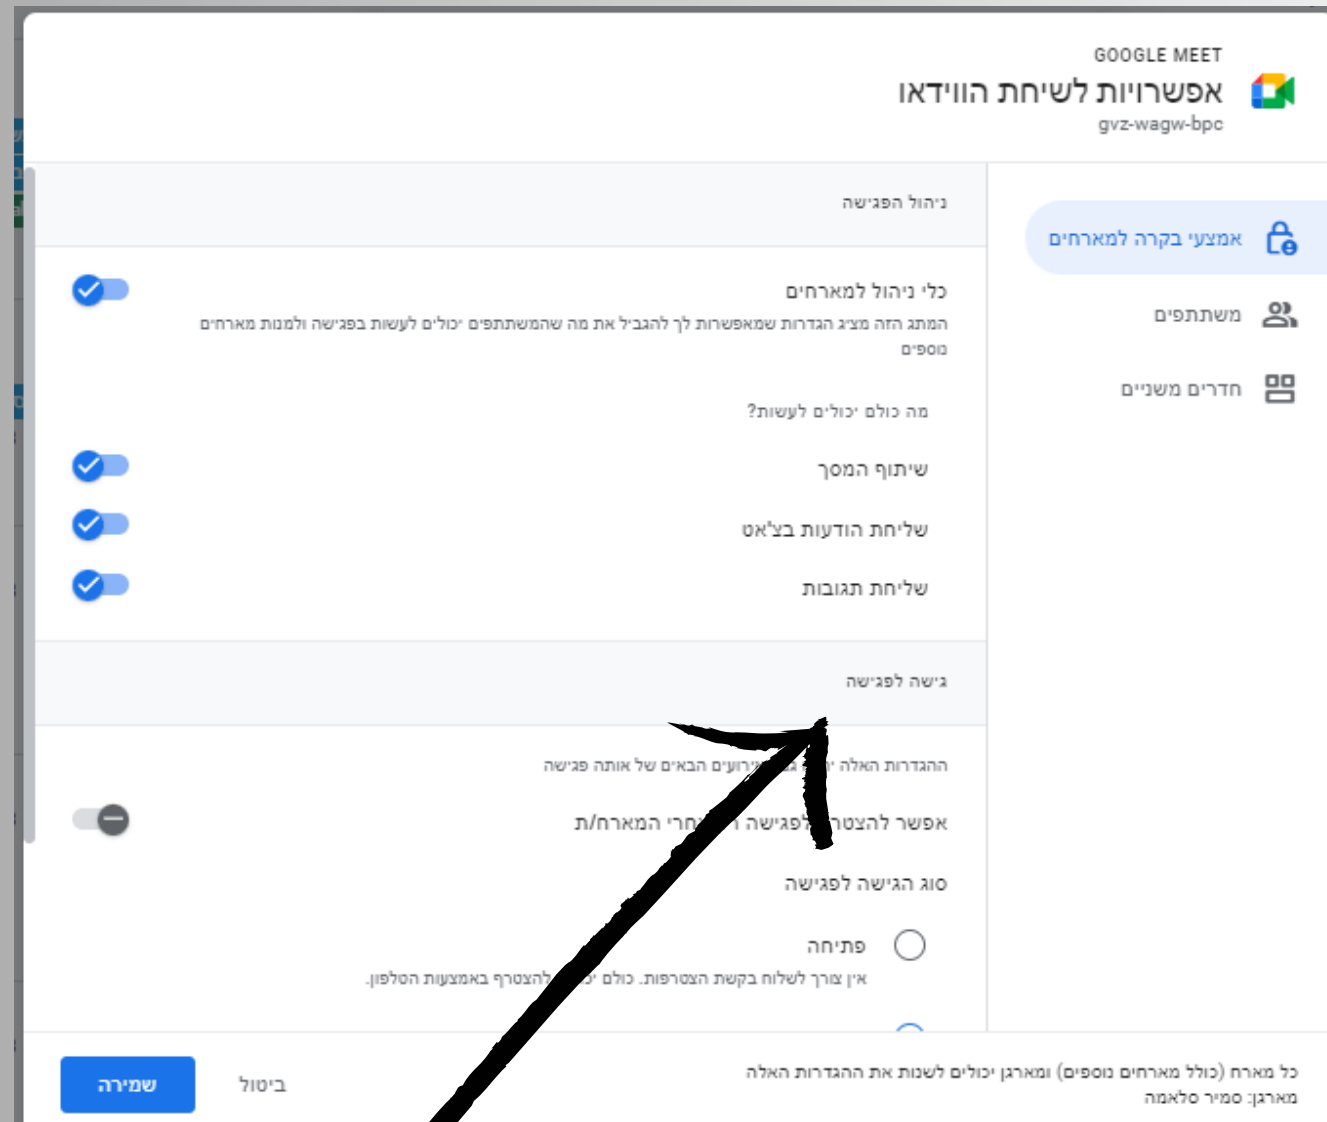 GOOGLE MEET
אפשרויות לשיחת הווידאו
gvz-wagw-bpc
אמצעי בקרה למארחים
משתתפים
חדרים משניים
ניהול הפגישה
כלי ניהול למארחים
המתג הזה מציג הגדרות שמאפשרות לך להגביל את מה שהמשתתפים יכולים לעשות בפגישה ולמנות מארחים
נוספים
מה כולם יכולים לעשות?
שיתוף המסך
שליחת הודעות בצ'אט
שליחת תגובות
גישה לפגישה
ההגדרות האלה הבאים של אותה פגישה
אפשר המארח/ת
סוג הגישה לפגישה
פתיחה
אין צורך לשלוח בקשת הצטרפות. כולם להצטרף באמצעות הטלפון.
כל מארח (כולל מארחים נוספים) ומארגן יכולים לשנות את ההגדרות האלה
מארגן: סמיר סלאמה
ביטול
שמירה